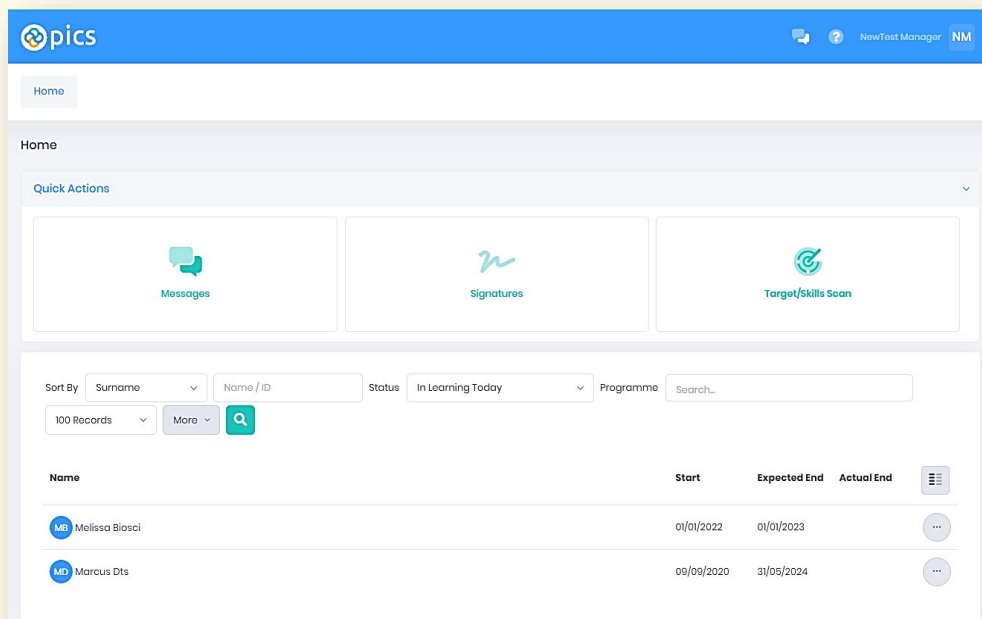 pics
NewTest Manager NM
Home
Home
Quick Actions
Messages Signatures Target/Skills Scan
Sort By Surname Name / ID Status In Learning Today Programme Search...
100 Records More
Name Start Expected End Actual End
MB Melissa Biosci 01/01/2022 01/01/2023
MD Marcus Dts 09/09/2020 31/05/2024